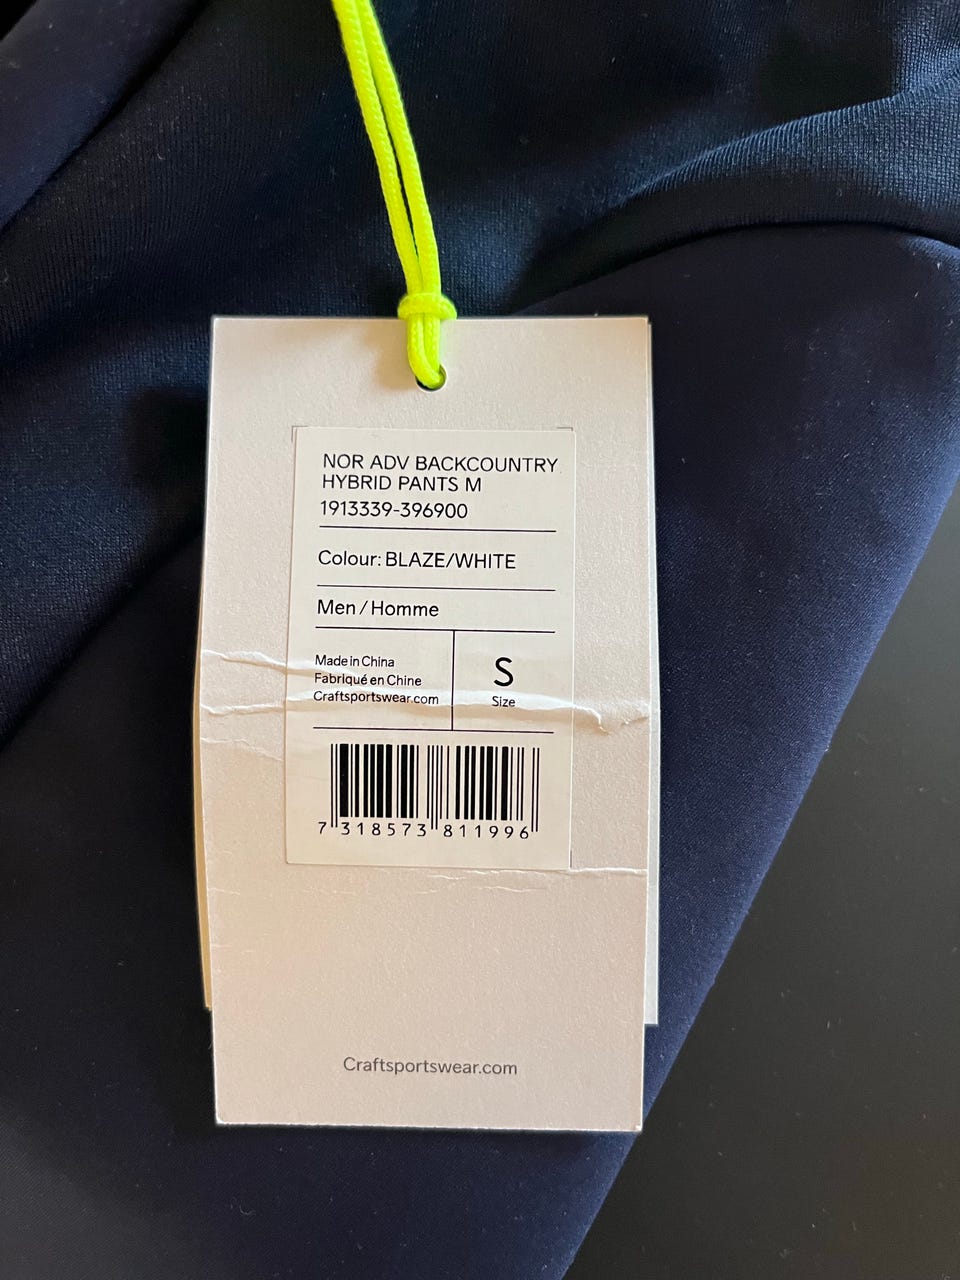 NOR ADV BACKCOUNTRY
HYBRID PANTS M
1913339-396900
Colour: BLAZE/WHITE
Men / Homme
Made in China
Fabriqué en Chine
Craftsportswear.com
S
Size
7 318573 811996
Craftsportswear.com